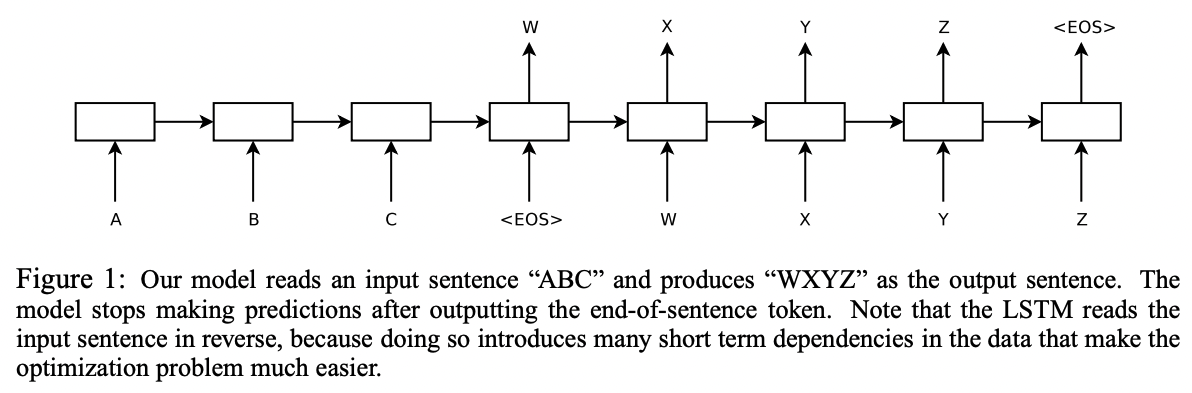 W X Y Z <EOS>
A B C <EOS> W X Y Z
Figure 1: Our model reads an input sentence “ABC” and produces “WXYZ” as the output sentence. The
model stops making predictions after outputting the end-of-sentence token. Note that the LSTM reads the
input sentence in reverse, because doing so introduces many short term dependencies in the data that make the
optimization problem much easier.